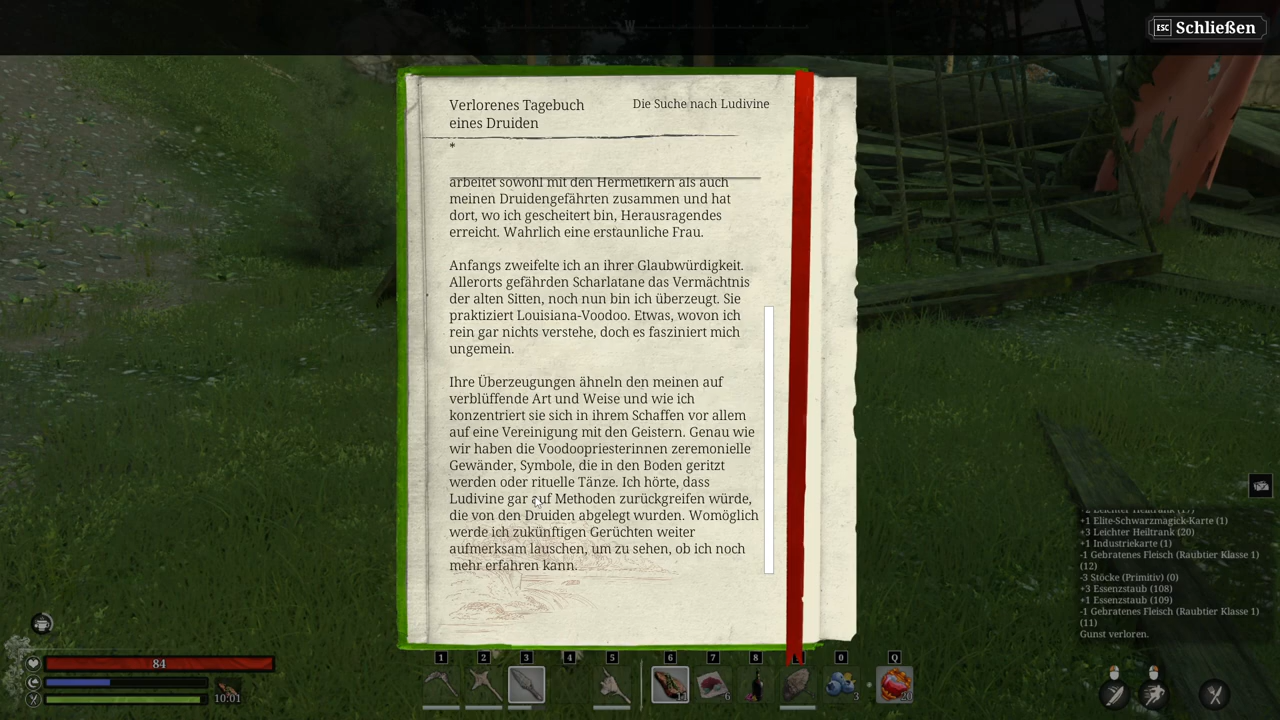 W
ESC Schließen
Verlorenes Tagebuch
eines Druiden
Die Suche nach Ludivine
*
arbeitet sowohl mit den Hermetikern als auch
meinen Druidengefährten zusammen und hat
dort, wo ich gescheitert bin, Herausragendes
erreicht. Wahrlich eine erstaunliche Frau.
Anfangs zweifelte ich an ihrer Glaubwürdigkeit.
Allerorts gefährden Scharlatane das Vermächtnis
der alten Sitten, noch nun bin ich überzeugt. Sie
praktiziert Louisiana-Voodoo. Etwas, wovon ich
rein gar nichts verstehe, doch es fasziniert mich
ungemein.
Ihre Überzeugungen ähneln den meinen auf
verblüffende Art und Weise und wie ich
konzentriert sie sich in ihrem Schaffen vor allem
auf eine Vereinigung mit den Geistern. Genau wie
wir haben die Voodoopriesterinnen zeremonielle
Gewänder, Symbole, die in den Boden geritzt
werden oder rituelle Tänze. Ich hörte, dass
Ludivine gar auf Methoden zurückgreifen würde,
die von den Druiden abgelegt wurden. Womöglich
werde ich zukünftigen Gerüchten weiter
aufmerksam lauschen, um zu sehen, ob ich noch
mehr erfahren kann.
+2 Leichter Heiltrank (17)
+1 Elite-Schwarzmagick-Karte (1)
+3 Leichter Heiltrank (20)
+1 Industriekarte (1)
-1 Gebratenes Fleisch (Raubtier Klasse 1)
(12)
-3 Stöcke (Primitiv) (0)
+3 Essenzstaub (108)
+1 Essenzstaub (109)
-1 Gebratenes Fleisch (Raubtier Klasse 1)
(11)
Gunst verloren.
84
10:01
1 2 3 4 5 6 7 8 0 Q
11 6 3 20